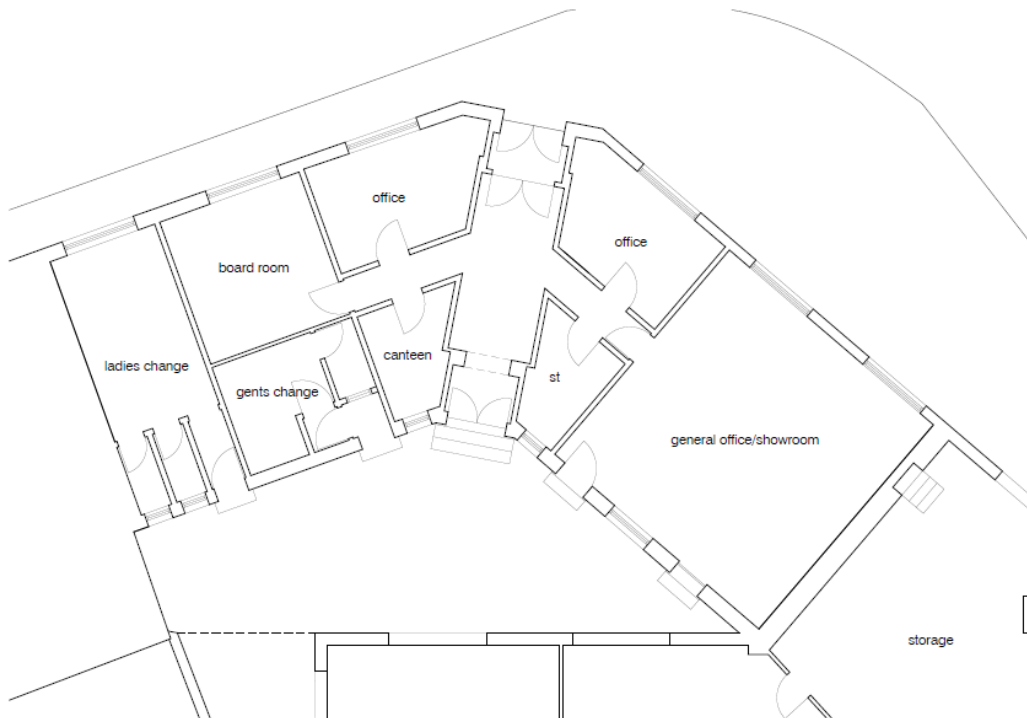 office
office
board room
canteen
ladies change
st
gents change
general office/showroom
storage